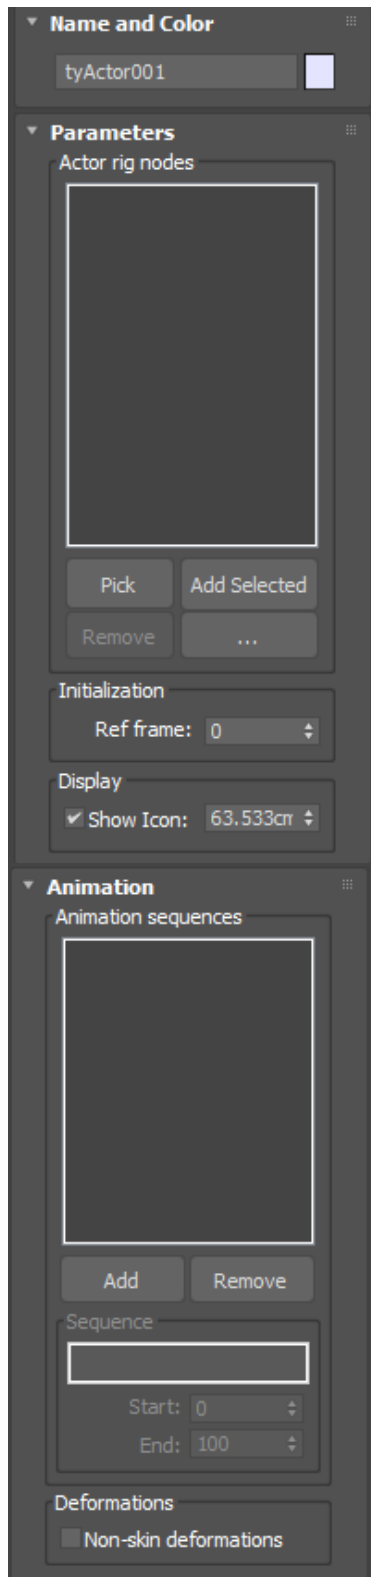 Name and Color
tyActor001
Parameters
Actor rig nodes
Pick
Add Selected
Remove
...
Initialization
Ref frame: 0
Display
Show Icon: 63.533cm
Animation
Animation sequences
Add
Remove
Sequence
Start: 0
End: 100
Deformations
Non-skin deformations